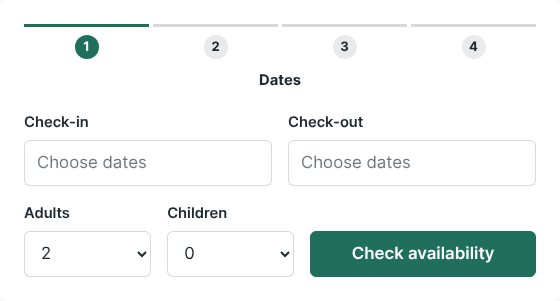 1 2 3 4
Dates
Check-in Check-out
Choose dates Choose dates
Adults Children
2 0 Check availability